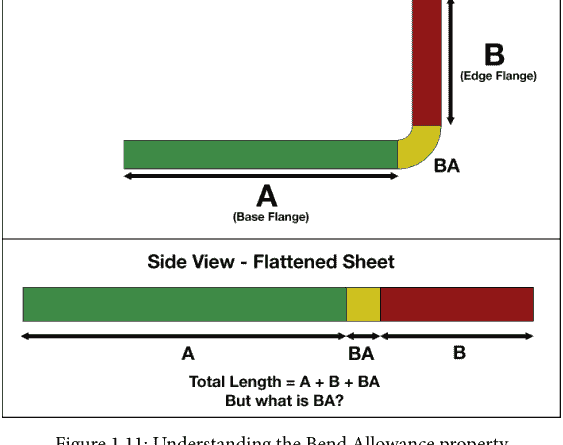 B
(Edge Flange)
BA
A
(Base Flange)
Side View - Flattened Sheet
A
BA
B
Total Length = A + B + BA
But what is BA?
Figure 1.11: Understanding the Bend Allowance property